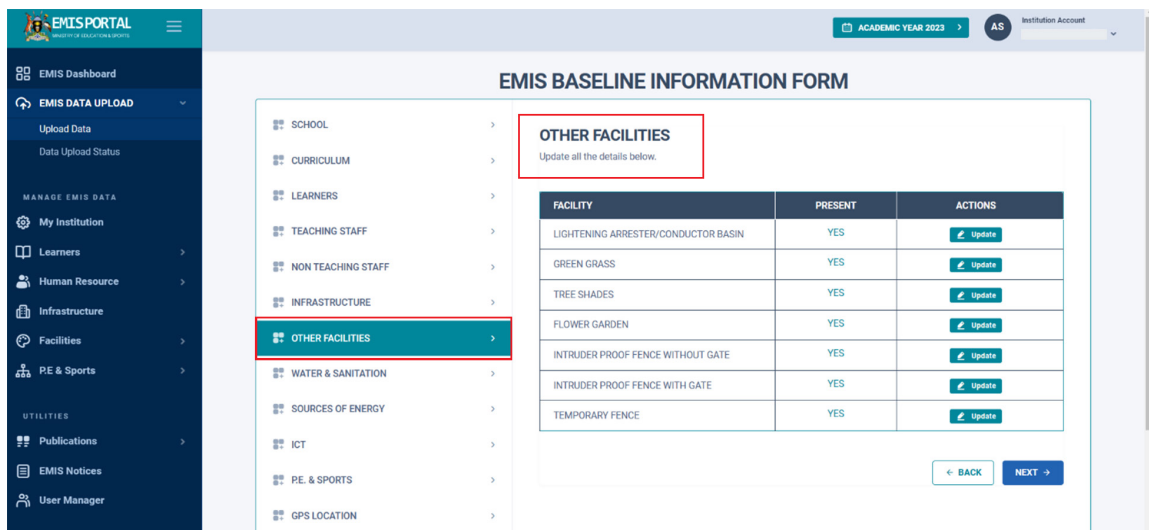 EMIS PORTAL
MINISTRY OF EDUCATION & SPORTS
ACADEMIC YEAR 2023
AS
Institution Account
EMIS Dashboard
EMIS DATA UPLOAD
Upload Data
Data Upload Status
MANAGE EMIS DATA
My Institution
Learners
Human Resource
Infrastructure
Facilities
P.E & Sports
UTILITIES
Publications
EMIS Notices
User Manager
EMIS BASELINE INFORMATION FORM
SCHOOL
CURRICULUM
LEARNERS
TEACHING STAFF
NON TEACHING STAFF
INFRASTRUCTURE
OTHER FACILITIES
WATER & SANITATION
SOURCES OF ENERGY
ICT
P.E. & SPORTS
GPS LOCATION
OTHER FACILITIES
Update all the details below.
FACILITY PRESENT ACTIONS
LIGHTENING ARRESTER/CONDUCTOR BASIN YES Update
GREEN GRASS YES Update
TREE SHADES YES Update
FLOWER GARDEN YES Update
INTRUDER PROOF FENCE WITHOUT GATE YES Update
INTRUDER PROOF FENCE WITH GATE YES Update
TEMPORARY FENCE YES Update
BACK NEXT